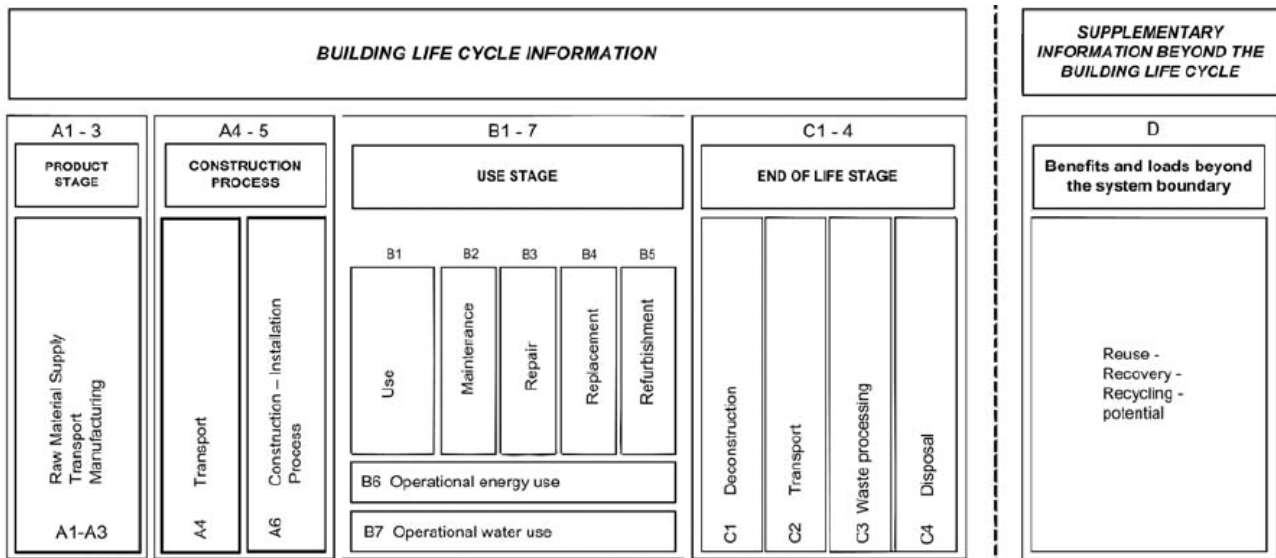 BUILDING LIFE CYCLE INFORMATION
SUPPLEMENTARY
INFORMATION BEYOND THE
BUILDING LIFE CYCLE
A1 - 3
PRODUCT
STAGE
Raw Material Supply
Transport
Manufacturing
A1-A3
A4 - 5
CONSTRUCTION
PROCESS
A4 Transport
A6 Construction – Installation
Process
B1 - 7
USE STAGE
B1
Use
B2
Maintenance
B3
Repair
B4
Replacement
B5
Refurbishment
B6 Operational energy use
B7 Operational water use
C1 - 4
END OF LIFE STAGE
C1 Deconstruction
C2 Transport
C3 Waste processing
C4 Disposal
D
Benefits and loads beyond
the system boundary
Reuse -
Recovery -
Recycling -
potential